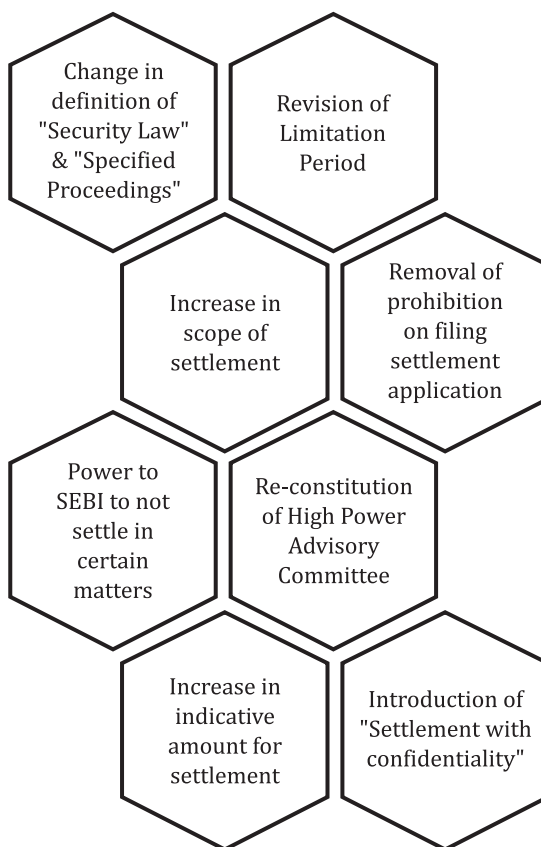 Change in
definition of
"Security Law"
& "Specified
Proceedings"
Revision of
Limitation
Period
Increase in
scope of
settlement
Removal of
prohibition
on filing
settlement
application
Power to
SEBI to not
settle in
certain
matters
Re-constitution
of High Power
Advisory
Committee
Increase in
indicative
amount for
settlement
Introduction of
"Settlement with
confidentiality"